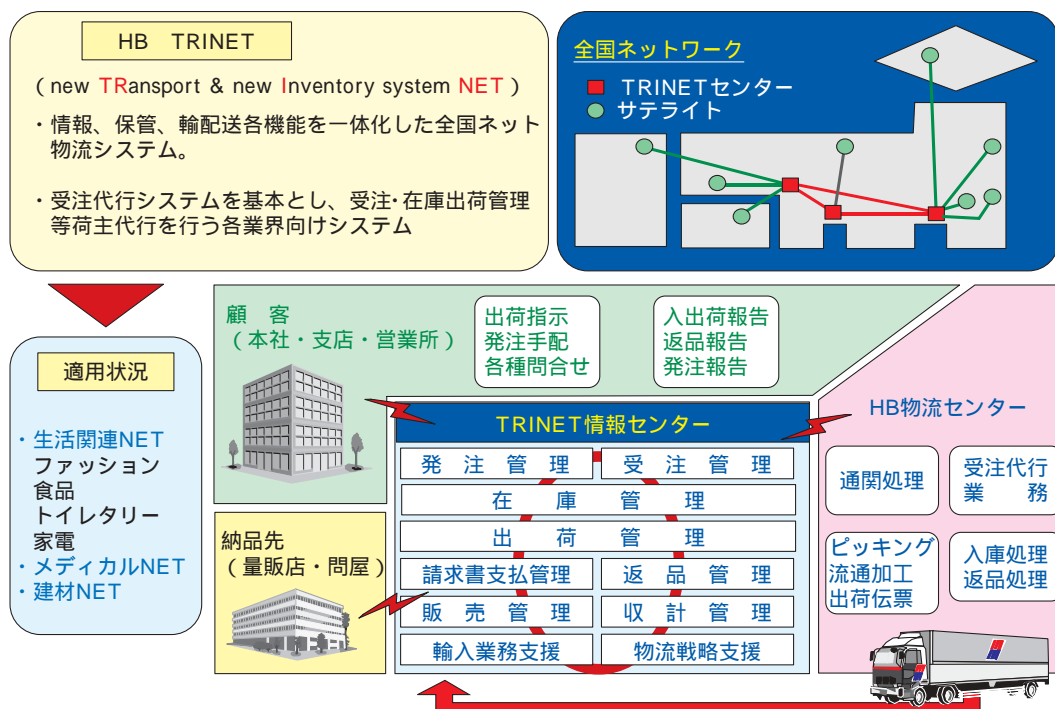 HB TRINET
(new TRansport & new Inventory system NET)
・情報、保管、輸配送各機能を一体化した全国ネット
物流システム。
・受注代行システムを基本とし、受注・在庫出荷管理
等荷主代行を行う各業界向けシステム
全国ネットワーク
TRINETセンター
サテライト
適用状況
・生活関連NET
ファッション
食品
トイレタリー
家電
・メディカルNET
・建材NET
顧 客
(本社・支店・営業所)
出荷指示
発注手配
各種問合せ
入出荷報告
返品報告
発注報告
納品先
(量販店・問屋)
TRINET情報センター
発 注 管 理
受 注 管 理
在 庫 管 理
出 荷 管 理
請求書支払管理
返 品 管 理
販 売 管 理
収 計 管 理
輸入業務支援
物流戦略支援
HB物流センター
通関処理
受注代行
業 務
ピッキング
流通加工
出荷伝票
入庫処理
返品処理